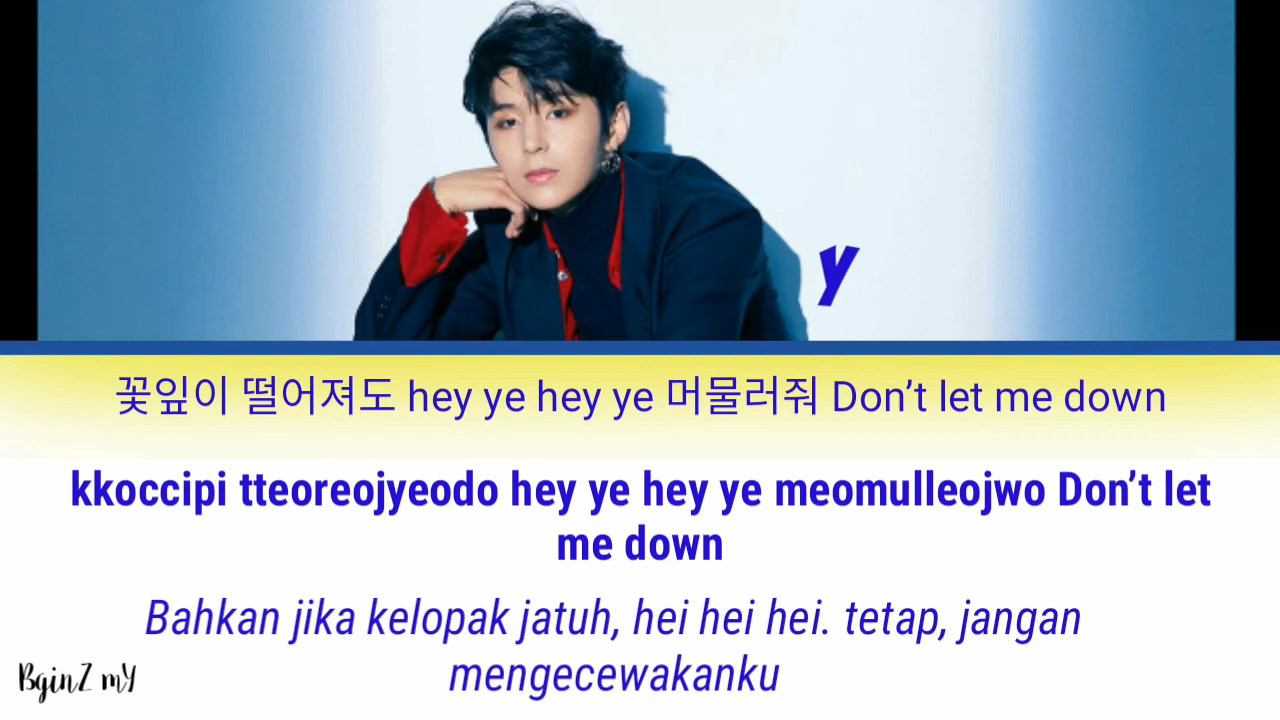 y
꽃잎이 떨어져도 hey ye hey ye 머물러줘 Don’t let me down
kkoccipi tteoreojyeodo hey ye hey ye meomulleojwo Don’t let
me down
Bahkan jika kelopak jatuh, hei hei hei. tetap, jangan
mengecewakanku
BginZ mY